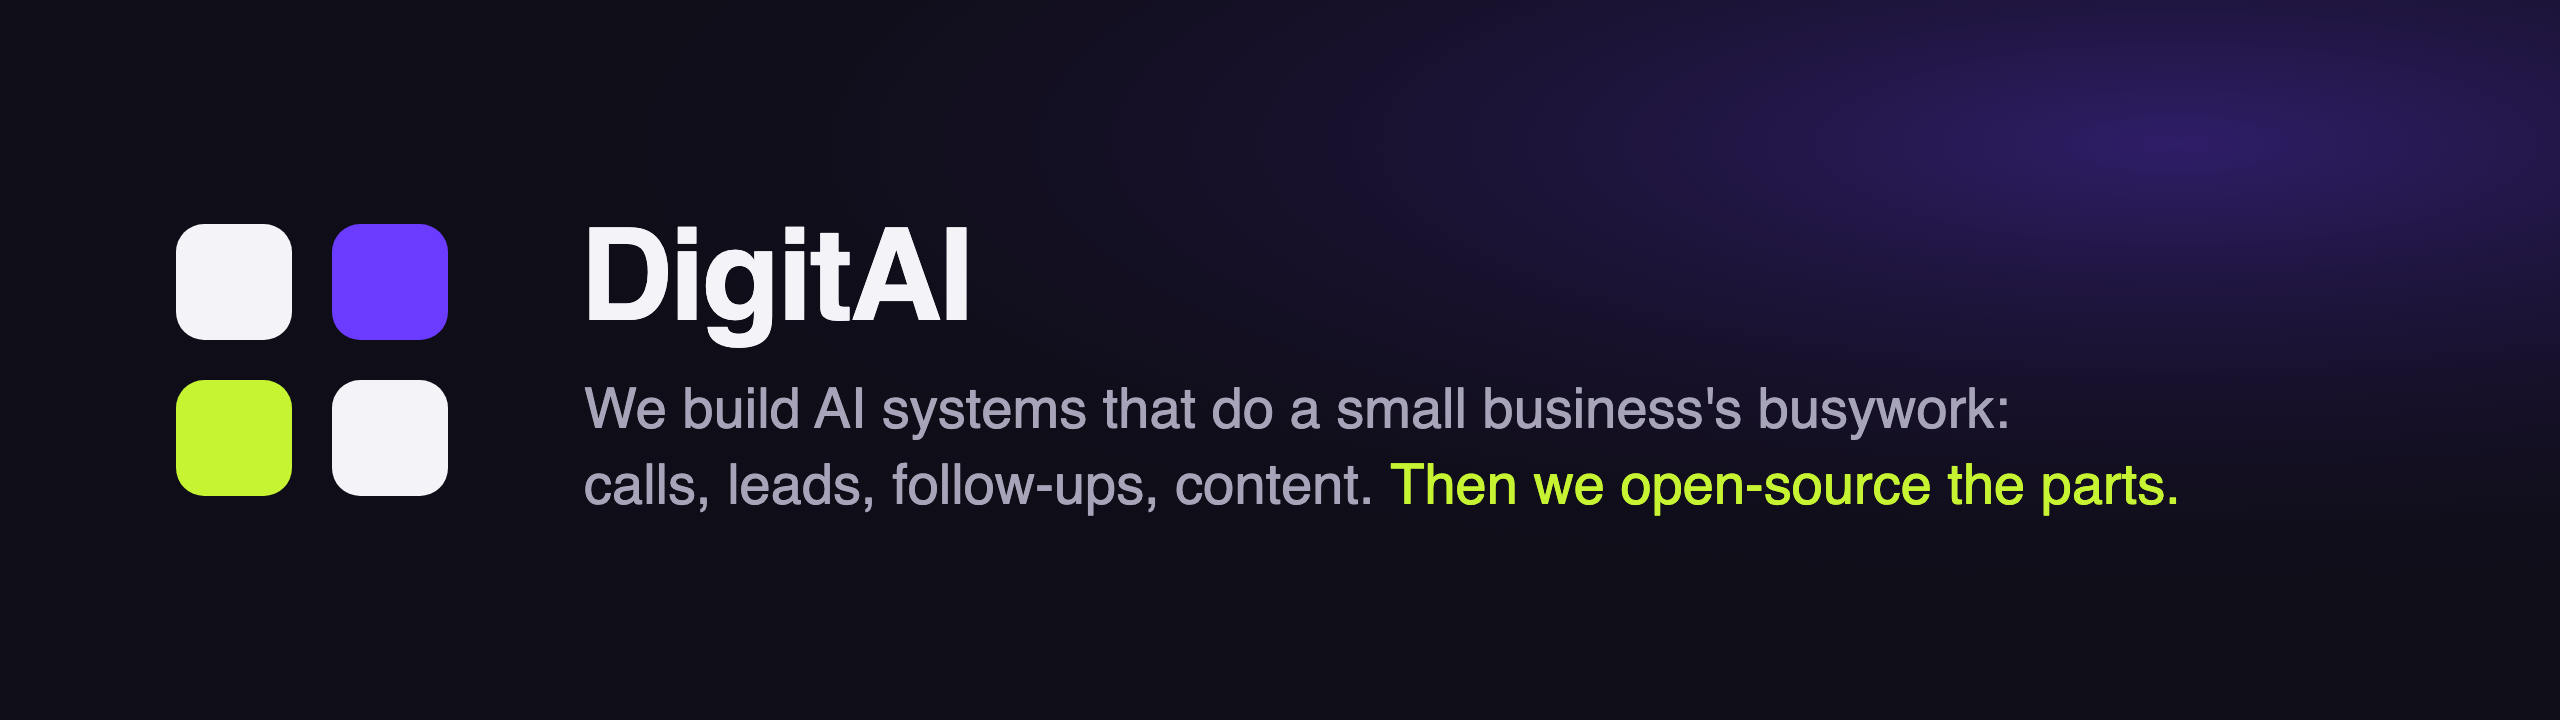 DigitAI
We build AI systems that do a small business's busywork:
calls, leads, follow-ups, content. Then we open-source the parts.